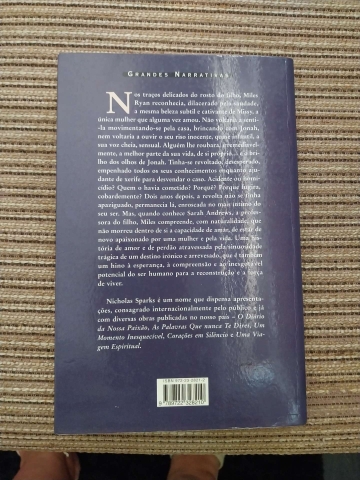 GRANDES NARRATIVAS
Nos traços delicados do rosto do filho, Miles
Ryan reconhecia, dilacerado pela saudade,
a mesma beleza subtil e cativante de Missy, a
única mulher que alguma vez amou. Não voltaria a senti-
-la movimentando-se pela casa, brincando com Jonah,
nem voltaria a ouvir o seu riso inocente, quase infantil, a
sua voz cheia, sensual. Alguém lhe roubara, irremediavelmente,
a melhor parte da sua vida, de si próprio, e o bri-
lho dos olhos de Jonah. Tinha-se revoltado, desesperado,
empenhado todos os seus conhecimentos enquanto aju-
dante de xerife para desvendar o caso. Acidente ou homi-
cídio? Quem o havia cometido? Porquê? Porque fugira,
cobardemente? Dois anos depois, a revolta não se tinha
apaziguado, permanecia lá, enroscada no mais íntimo do
seu ser. Mas, quando conhece Sarah Andrews, a profes-
sora do filho, Miles compreende, com naturalidade, que
não morreu dentro de si a capacidade de amar, de estar de
novo apaixonado por uma mulher e pela vida. Uma his-
tória de amor e de perdão atravessada pela
trágica de um destino irónico e arrevesado, que é também
um hino à esperança, à compreensão e ao inesgotável
potencial do ser humano para a reconstrução e a força
de viver.
Nicholas Sparks é um nome que dispensa apresenta-
ções, consagrado internacionalmente pelo público e já
com diversas obras publicadas no nosso país – O Diário
da Nossa Paixão, As Palavras Que nunca Te Direi, Um
Momento Inesquecível, Corações em Silêncio e Uma Via-
gem Espiritual.